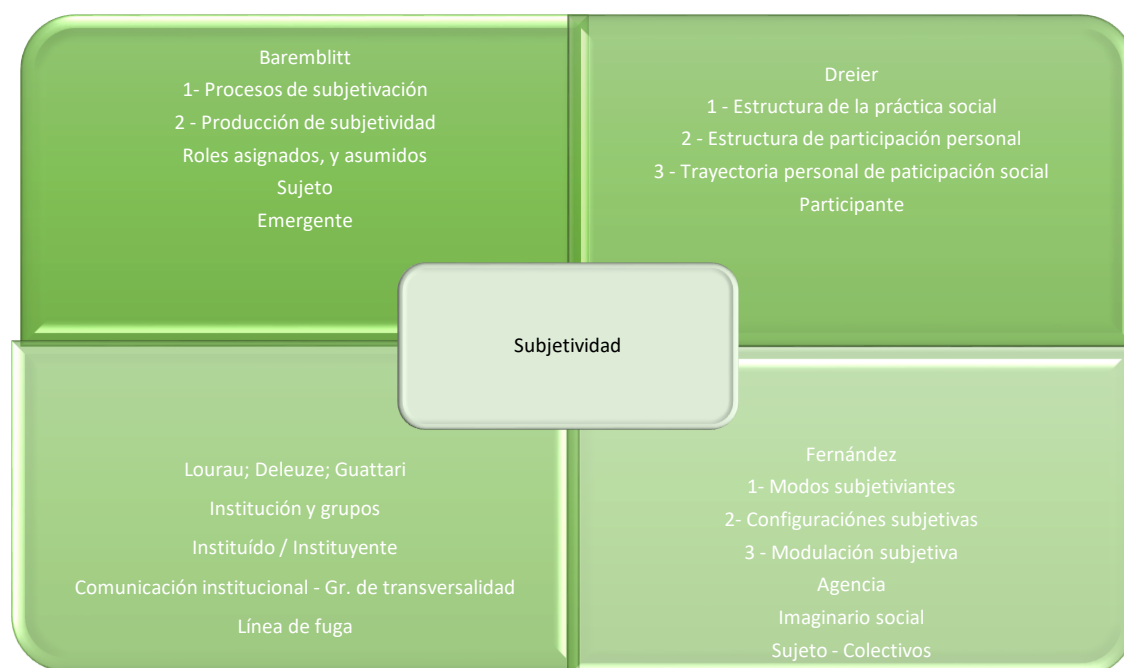 Baremblitt
1- Procesos de subjetivación
2 - Producción de subjetividad
Roles asignados, y asumidos
Sujeto
Emergente
Dreier
1 - Estructura de la práctica social
2 - Estructura de participación personal
3 - Trayectoria personal de paticipación social
Participante
Subjetividad
Lourau; Deleuze; Guattari
Institución y grupos
Instituído / Instituyente
Comunicación institucional - Gr. de transversalidad
Línea de fuga
Fernández
1- Modos subjetiviantes
2- Configuraciónes subjetivas
3 - Modulación subjetiva
Agencia
Imaginario social
Sujeto - Colectivos